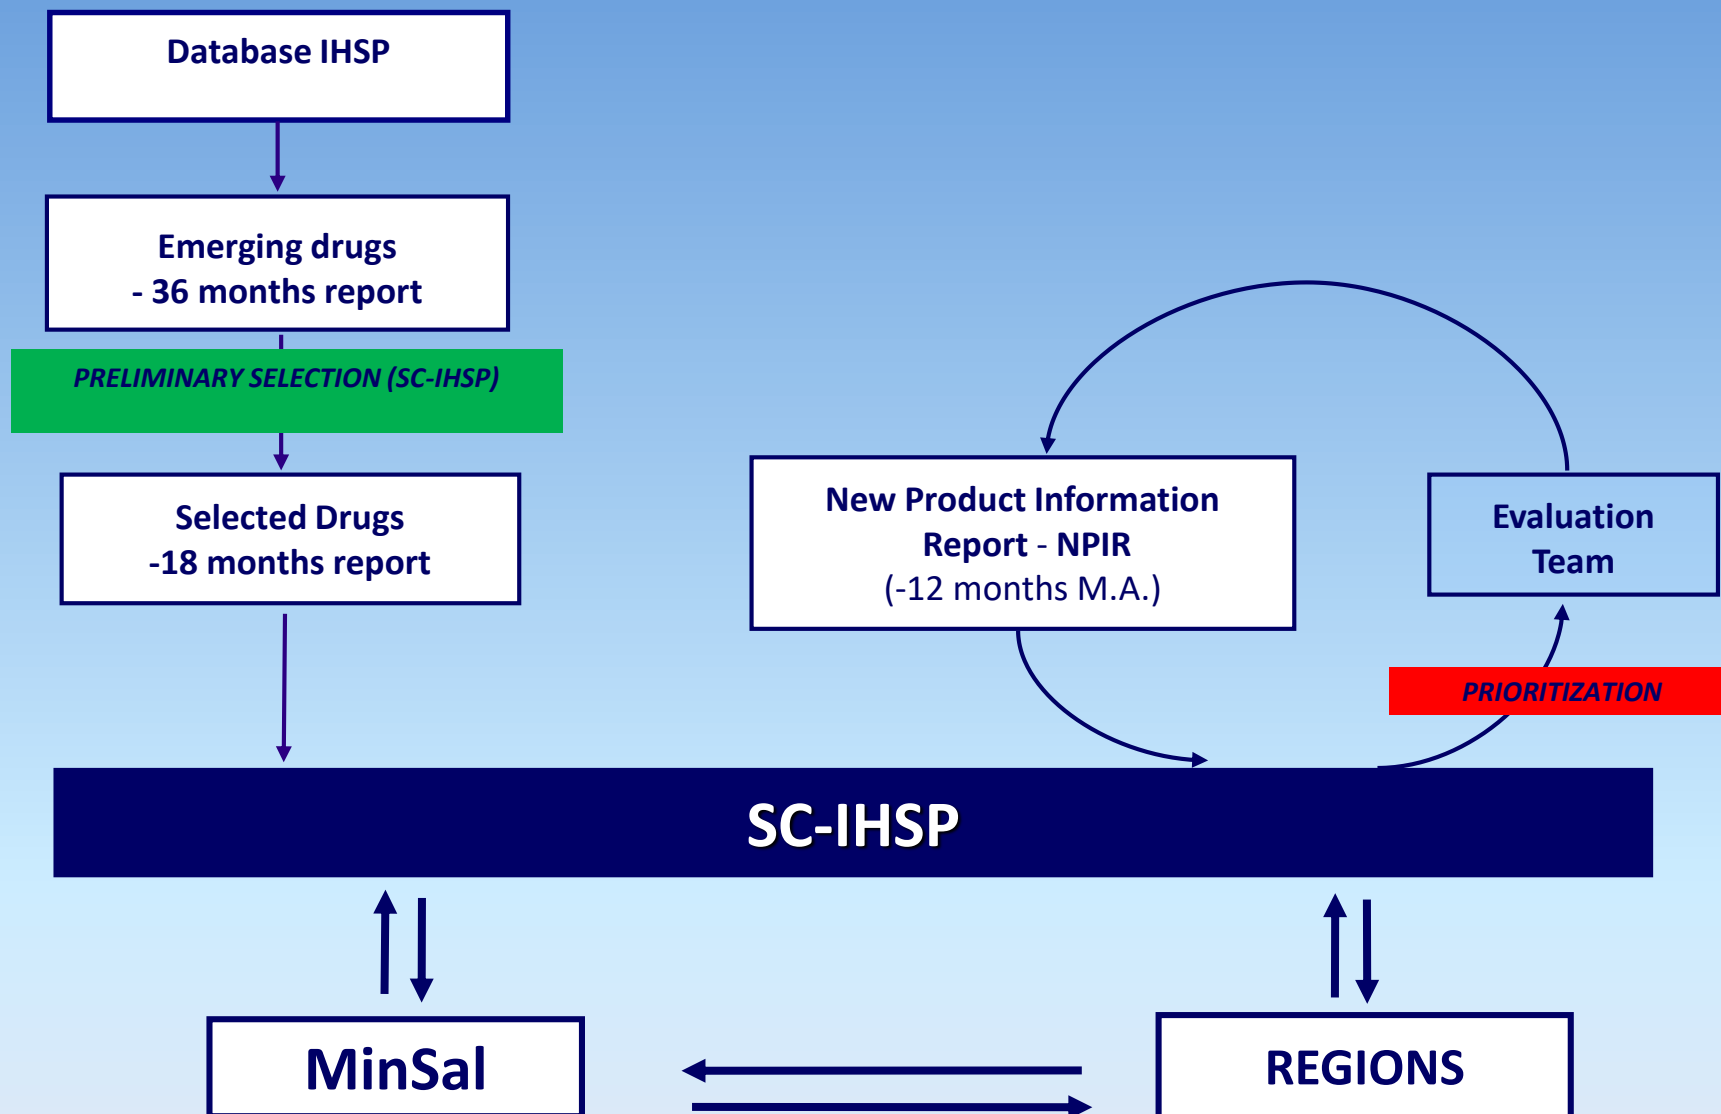 Database IHSP
Emerging drugs
- 36 months report
PRELIMINARY SELECTION (SC-IHSP)
Selected Drugs
-18 months report
New Product Information
Report - NPIR
(-12 months M.A.)
Evaluation
Team
PRIORITIZATION
SC-IHSP
MinSal
REGIONS